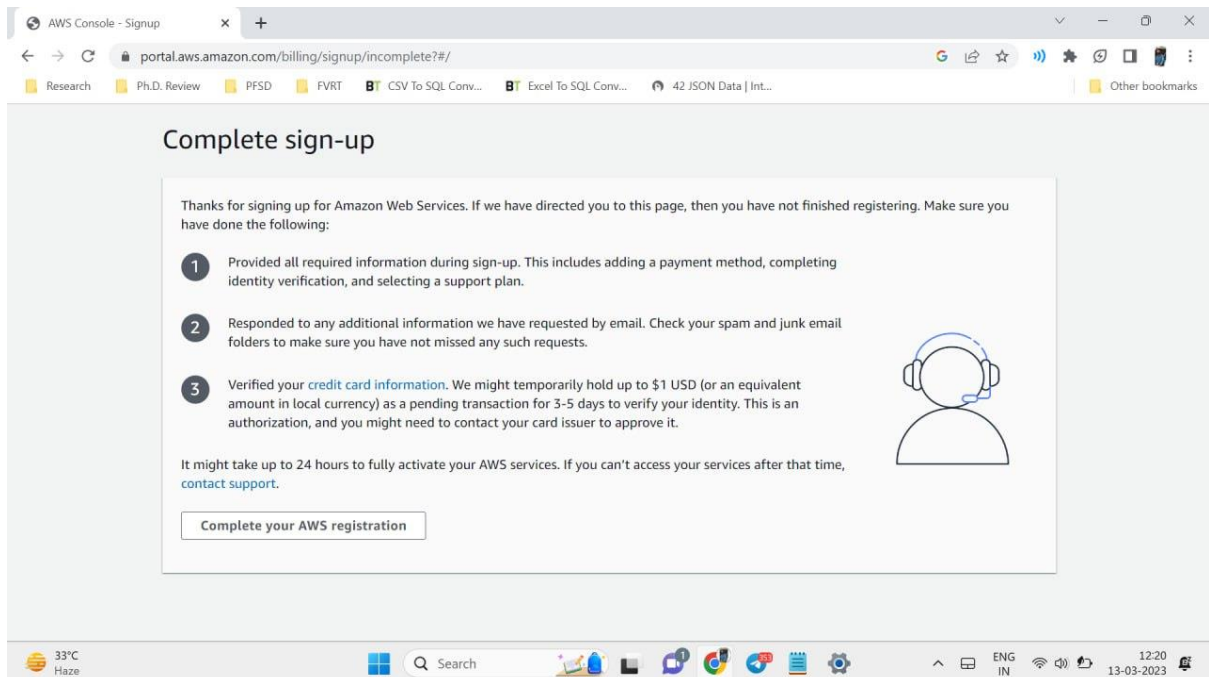 AWS Console - Signup
portal.aws.amazon.com/billing/signup/incomplete?#/
Research
Ph.D. Review
PFSD
FVRT
BT CSV To SQL Conv...
BT Excel To SQL Conv...
42 JSON Data | Int...
Other bookmarks
Complete sign-up
Thanks for signing up for Amazon Web Services. If we have directed you to this page, then you have not finished registering. Make sure you
have done the following:
1 Provided all required information during sign-up. This includes adding a payment method, completing
identity verification, and selecting a support plan.
2 Responded to any additional information we have requested by email. Check your spam and junk email
folders to make sure you have not missed any such requests.
3 Verified your credit card information. We might temporarily hold up to $1 USD (or an equivalent
amount in local currency) as a pending transaction for 3-5 days to verify your identity. This is an
authorization, and you might need to contact your card issuer to approve it.
It might take up to 24 hours to fully activate your AWS services. If you can't access your services after that time,
contact support.
Complete your AWS registration
33°C
Haze
Search
1
ENG
IN
12:20
13-03-2023